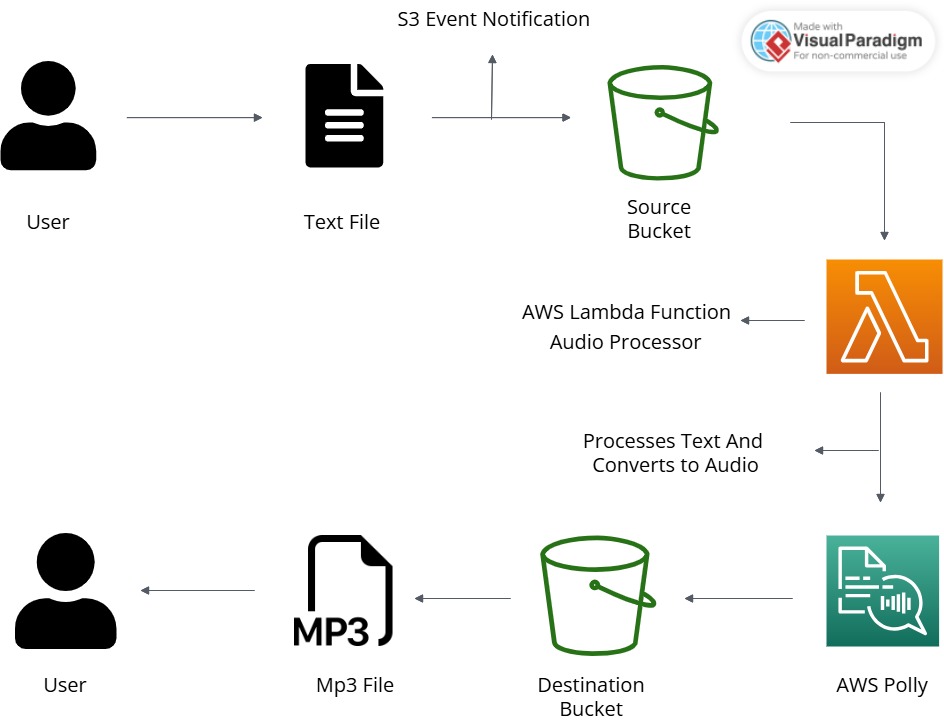 S3 Event Notification
Made with
Visual Paradigm
For non-commercial use
User
Text File
Source
Bucket
AWS Lambda Function
Audio Processor
Processes Text And
Converts to Audio
MP3
User
Mp3 File
Destination
Bucket
AWS Polly